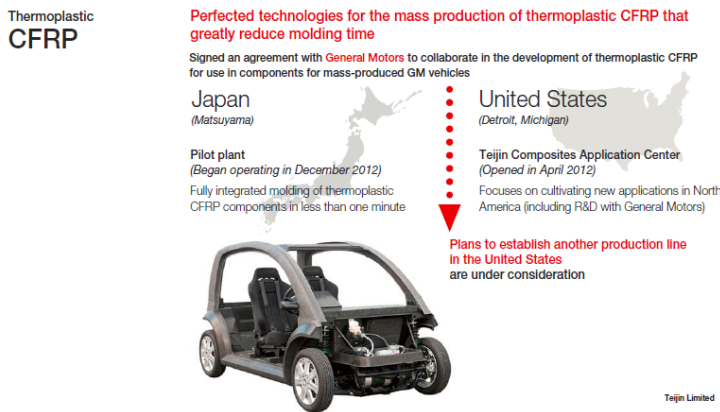 Thermoplastic
CFRP
Perfected technologies for the mass production of thermoplastic CFRP that
greatly reduce molding time
Signed an agreement with General Motors to collaborate in the development of thermoplastic CFRP
for use in components for mass-produced GM vehicles
Japan
(Matsuyama)
Pilot plant
(Began operating in December 2012)
Fully integrated molding of thermoplastic
CFRP components in less than one minute
United States
(Detroit, Michigan)
Teijin Composites Application Center
(Opened in April 2012)
Focuses on cultivating new applications in North
America (including R&D with General Motors)
Plans to establish another production line
in the United States
are under consideration
Teijin Limited